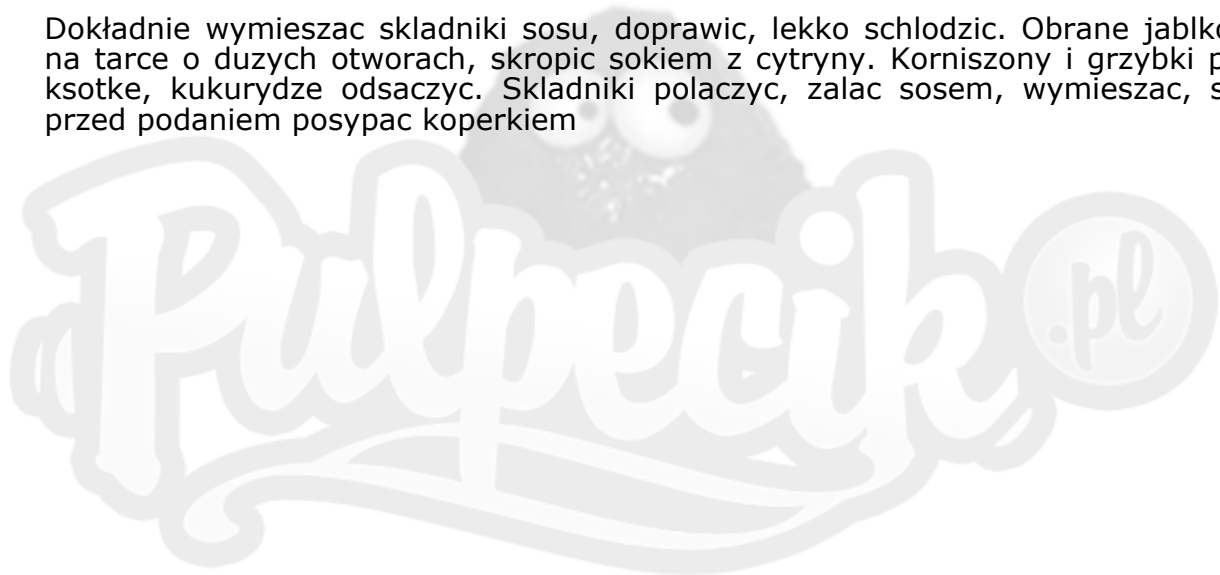 Dokładnie wymieszac skladniki sosu, doprawic, lekko schlodzic. Obrane jablko
na tarce o duzych otworach, skropic sokiem z cytryny. Korniszony i grzybki p
ksotke, kukurydze odsaczyc. Skladniki polaczyc, zalac sosem, wymieszac, s
przed podaniem posypac koperkiem
Pulpecik .pl